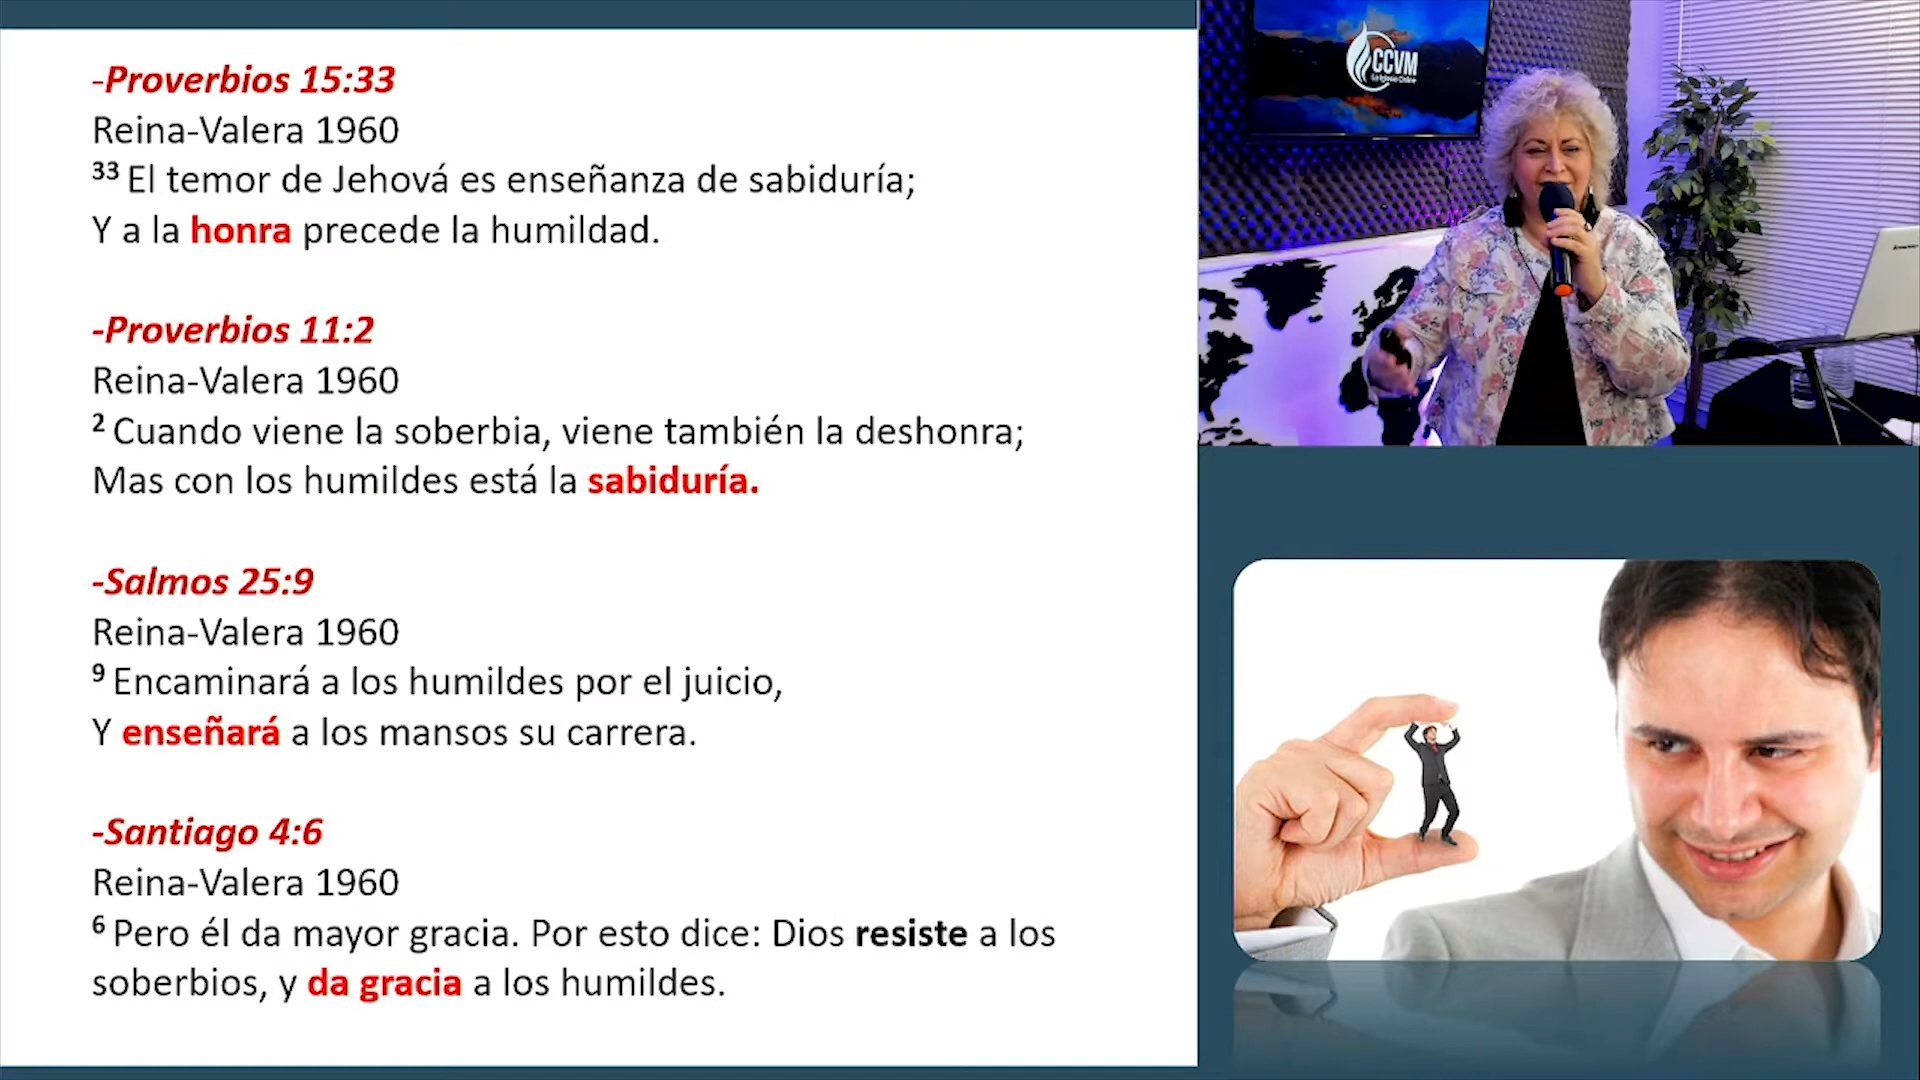 -Proverbios 15:33
Reina-Valera 1960
33 El temor de Jehová es enseñanza de sabiduría;
Y a la honra precede la humildad.
-Proverbios 11:2
Reina-Valera 1960
2 Cuando viene la soberbia, viene también la deshonra;
Mas con los humildes está la sabiduría.
-Salmos 25:9
Reina-Valera 1960
9 Encaminará a los humildes por el juicio,
Y enseñará a los mansos su carrera.
-Santiago 4:6
Reina-Valera 1960
6 Pero él da mayor gracia. Por esto dice: Dios resiste a los
soberbios, y da gracia a los humildes.
CCVM
La Iglesia Online